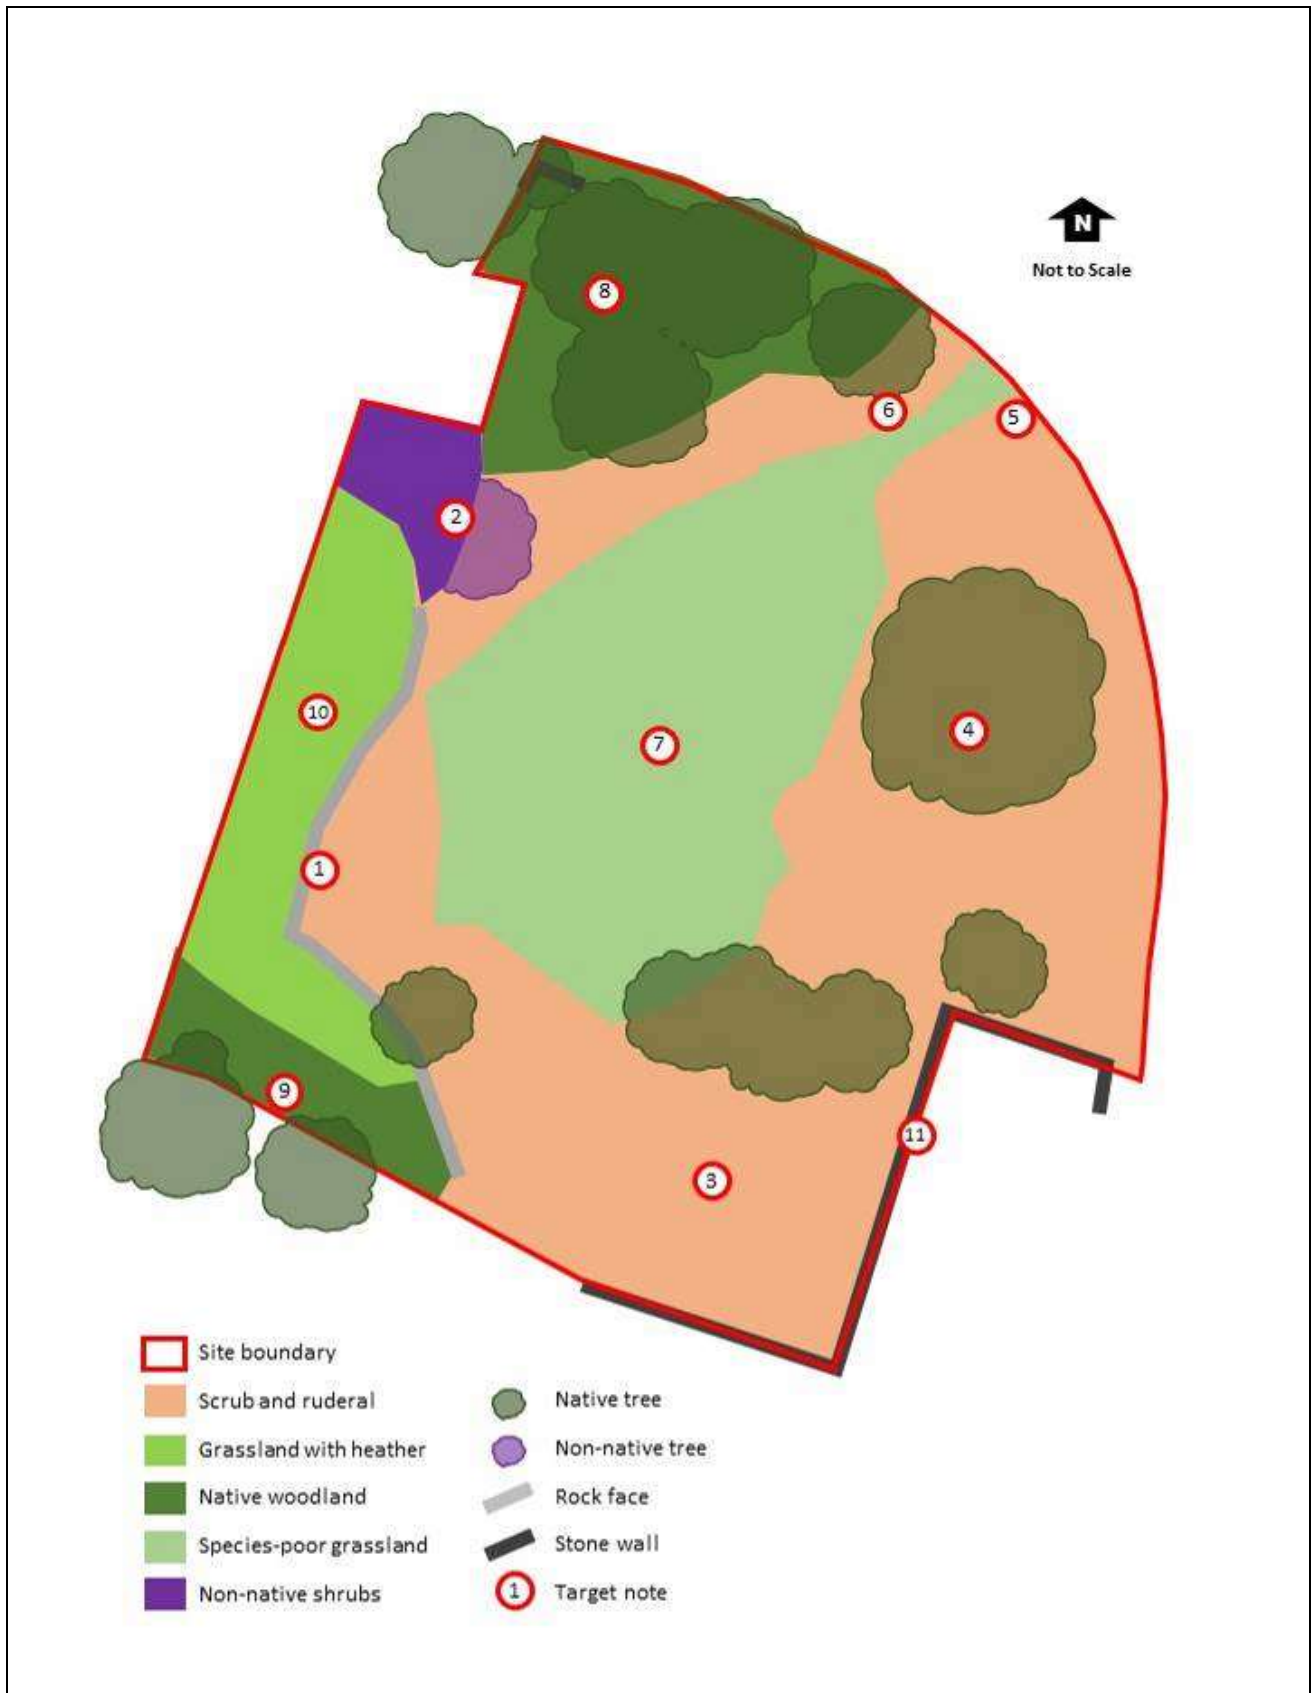 N
Not to Scale
8
6
5
2
10
7
4
1
9
11
3
Site boundary
Scrub and ruderal
Grassland with heather
Native woodland
Species-poor grassland
Non-native shrubs
Native tree
Non-native tree
Rock face
Stone wall
1 Target note